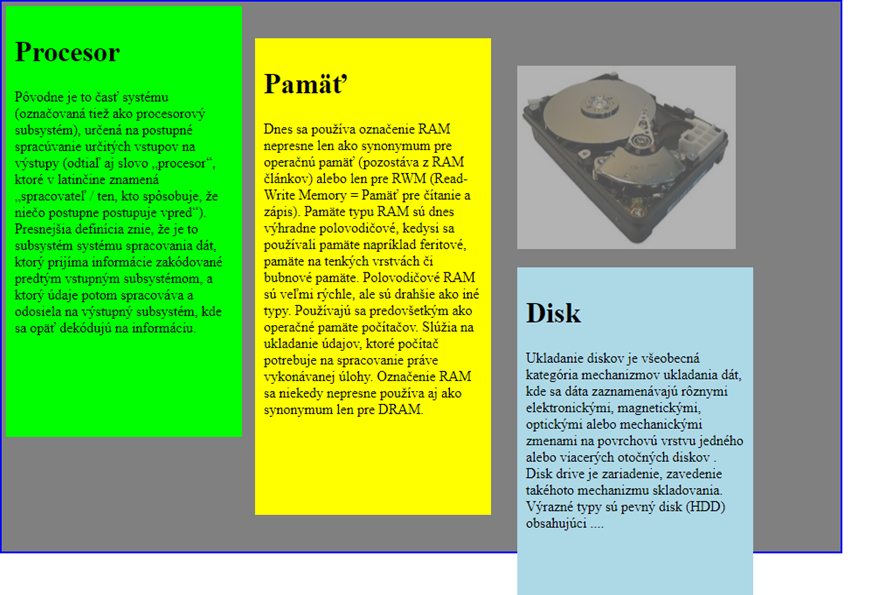 Procesor
Pôvodne je to časť systému
(označovaná tiež ako procesorový
subsystém), určená na postupné
spracúvanie určitých vstupov na
výstupy (odtiaľ aj slovo „procesor“,
ktoré v latinčine znamená
„spracovateľ / ten, kto spôsobuje, že
niečo postupne postupuje vpred“).
Presnejšia definícia znie, že je to
subsystém systému spracovania dát,
ktorý prijíma informácie zakódované
predtým vstupným subsystémom, a
ktorý údaje potom spracováva a
odosiela na výstupný subsystém, kde
sa opäť dekódujú na informáciu.
Pamäť
Dnes sa používa označenie RAM
nepresne len ako synonymum pre
operačnú pamäť (pozostáva z RAM
článkov) alebo len pre RWM (Read-
Write Memory = Pamäť pre čítanie a
zápis). Pamäte typu RAM sú dnes
výhradne polovodičové, kedysi sa
používali pamäte napríklad feritové,
pamäte na tenkých vrstvách či
bubnové pamäte. Polovodičové RAM
sú veľmi rýchle, ale sú drahšie ako iné
typy. Používajú sa predovšetkým ako
operačné pamäte počítačov. Slúžia na
ukladanie údajov, ktoré počítač
potrebuje na spracovanie práve
vykonávanej úlohy. Označenie RAM
sa niekedy nepresne používa aj ako
synonymum len pre DRAM.
Disk
Ukladanie diskov je všeobecná
kategória mechanizmov ukladania dát,
kde sa dáta zaznamenávajú rôznymi
elektronickými, magnetickými,
optickými alebo mechanickými
zmenami na povrchovú vrstvu jedného
alebo viacerých otočných diskov .
Disk drive je zariadenie, zavedenie
takéhoto mechanizmu skladovania.
Výrazné typy sú pevný disk (HDD)
obsahujúci ....